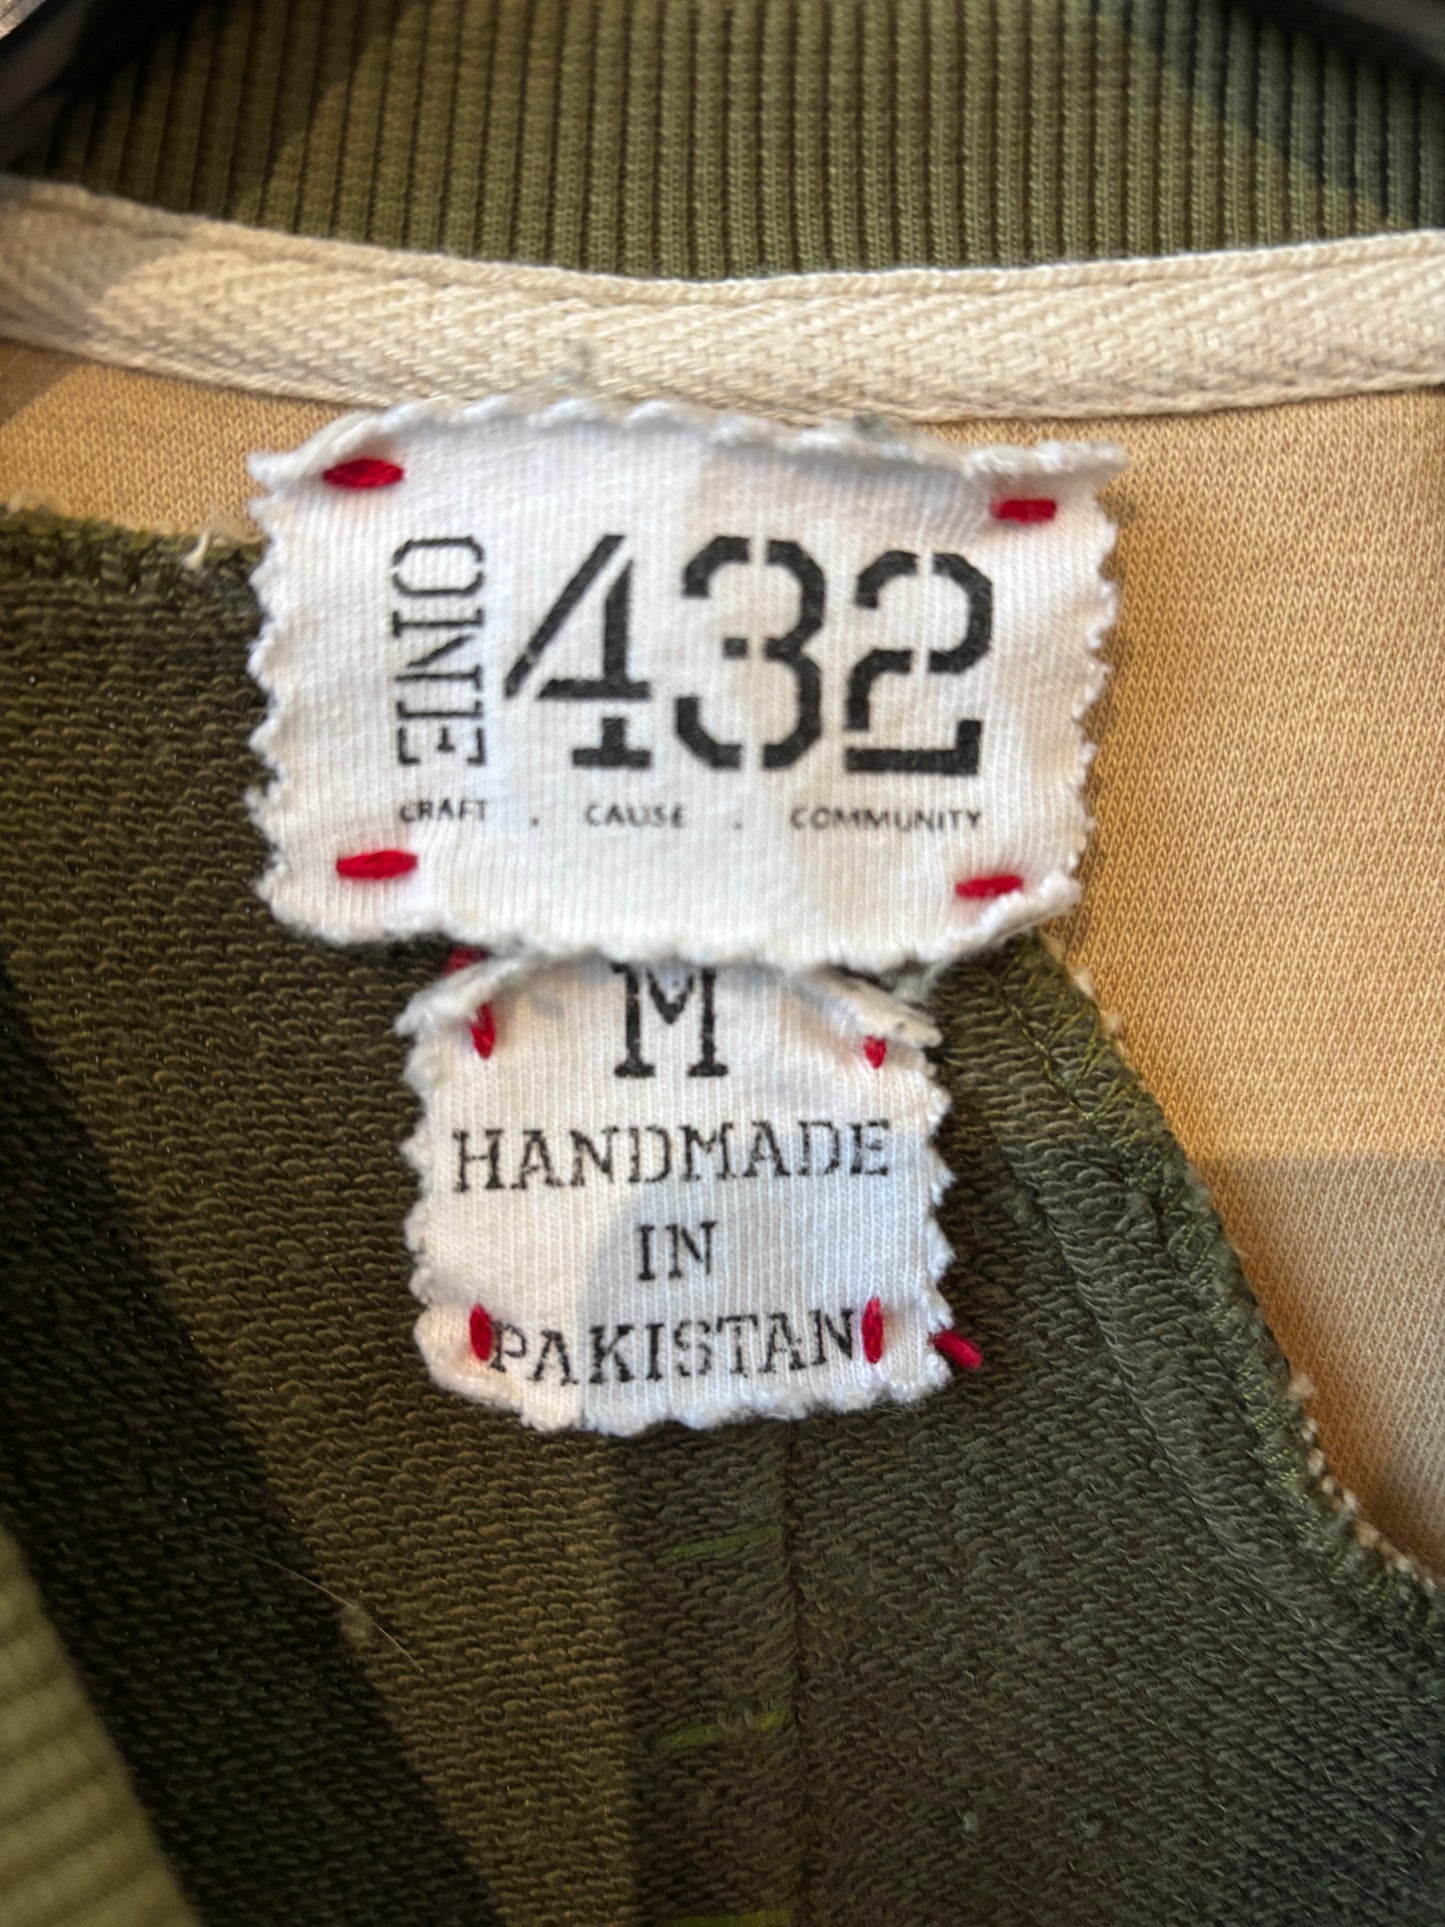 ONE 432
CRAFT . CAUSE . COMMUNITY
M
HANDMADE
IN
PAKISTAN